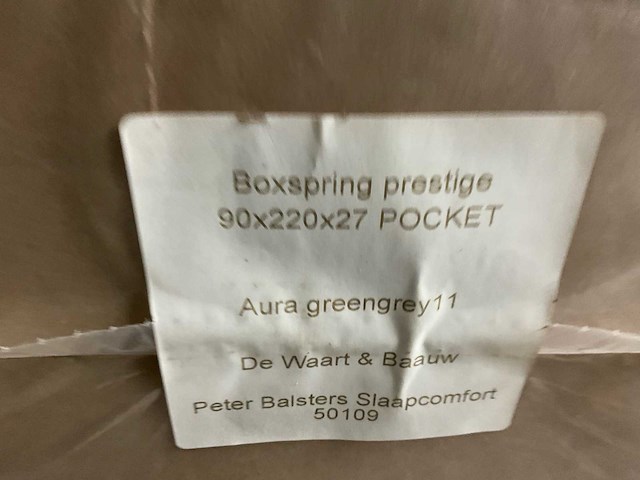 Boxspring prestige
90x220x27 POCKET
Aura greengrey11
De Waart & Baauw
Peter Balsters Slaapcomfort
50109